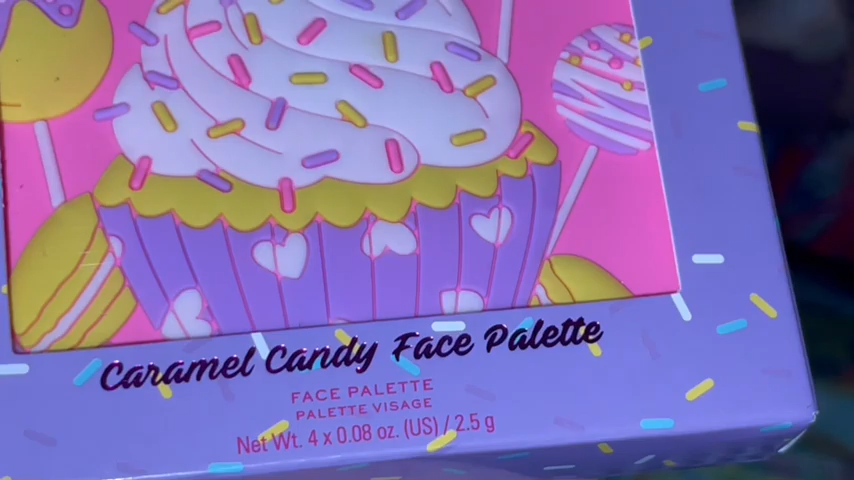 Caramel Candy Face Palette
FACE PALETTE
PALETTE VISAGE
Net Wt. 4 x 0.08 oz. (US) / 2.5 g